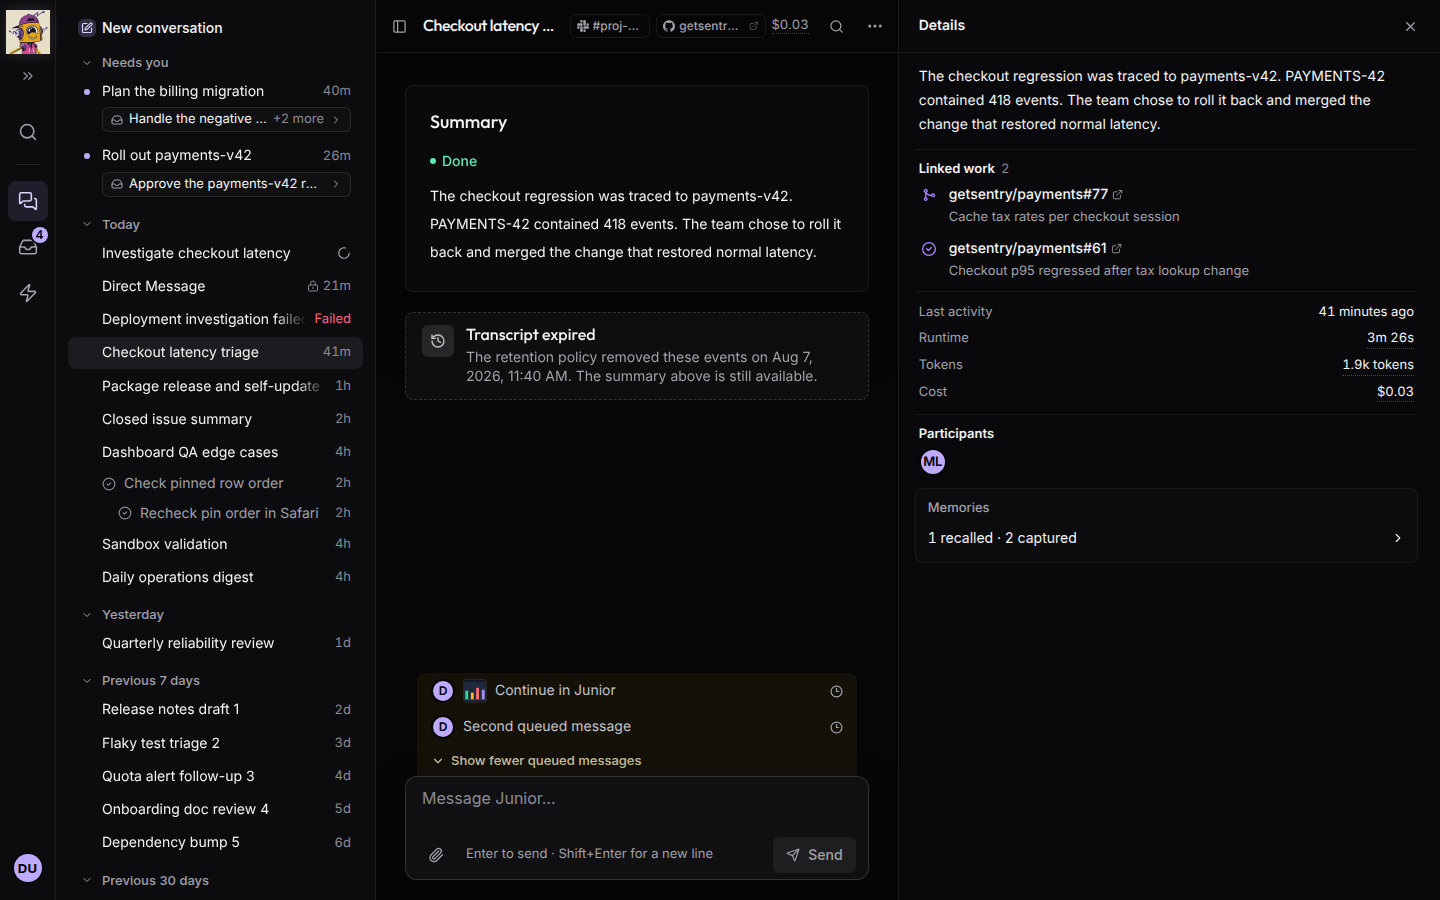 New conversation
Needs you
Plan the billing migration 40m
Handle the negative ... +2 more
Roll out payments-v42 26m
Approve the payments-v42 r...
Today
Investigate checkout latency
Direct Message 21m
Deployment investigation failed Failed
Checkout latency triage 41m
Package release and self-update 1h
Closed issue summary 2h
Dashboard QA edge cases 4h
Check pinned row order 2h
Recheck pin order in Safari 2h
Sandbox validation 4h
Daily operations digest 4h
Yesterday
Quarterly reliability review 1d
Previous 7 days
Release notes draft 1 2d
Flaky test triage 2 3d
Quota alert follow-up 3 4d
Onboarding doc review 4 5d
Dependency bump 5 6d
Previous 30 days
4
DU
Checkout latency ... #proj-... getsentr... $0.03
Summary
Done
The checkout regression was traced to payments-v42.
PAYMENTS-42 contained 418 events. The team chose to roll it
back and merged the change that restored normal latency.
Transcript expired
The retention policy removed these events on Aug 7,
2026, 11:40 AM. The summary above is still available.
D Continue in Junior
D Second queued message
Show fewer queued messages
Message Junior...
Enter to send · Shift+Enter for a new line Send
Details
The checkout regression was traced to payments-v42. PAYMENTS-42
contained 418 events. The team chose to roll it back and merged the
change that restored normal latency.
Linked work 2
getsentry/payments#77
Cache tax rates per checkout session
getsentry/payments#61
Checkout p95 regressed after tax lookup change
Last activity 41 minutes ago
Runtime 3m 26s
Tokens 1.9k tokens
Cost $0.03
Participants
ML
Memories
1 recalled · 2 captured